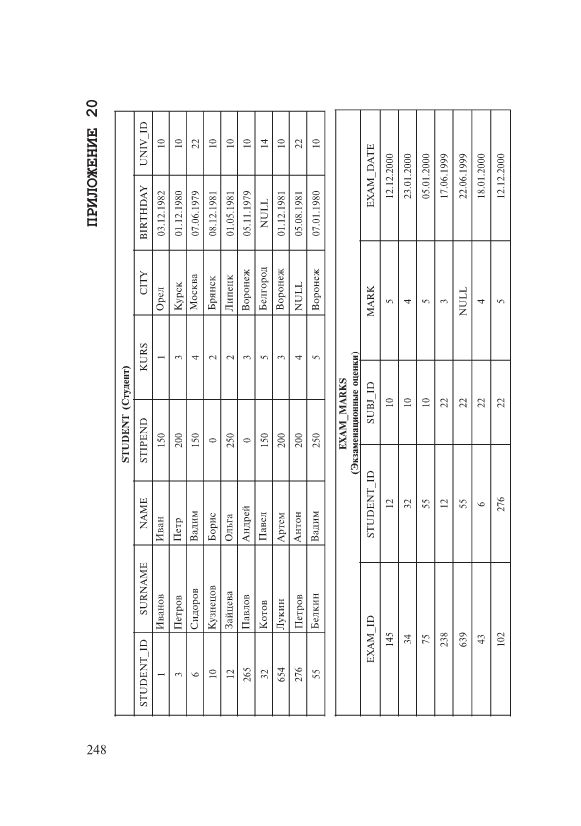 ПРИЛОЖЕНИЕ 20
STUDENT (Студент)
STUDENT_ID SURNAME NAME STIPEND KURS CITY BIRTHDAY UNIV_ID
1 Иванов Иван 150 1 Орел 03.12.1982 10
3 Петров Петр 200 3 Курск 01.12.1980 10
6 Сидоров Вадим 150 4 Москва 07.06.1979 22
10 Кузнецов Борис 0 2 Брянск 08.12.1981 10
12 Зайцева Ольга 250 2 Липецк 01.05.1981 10
265 Павлов Андрей 0 3 Воронеж 05.11.1979 10
32 Котов Павел 150 5 Белгород NULL 14
654 Лукин Артем 200 3 Воронеж 01.12.1981 10
276 Петров Антон 200 4 NULL 05.08.1981 22
55 Белкин Вадим 250 5 Воронеж 07.01.1980 10
EXAM_MARKS
(Экзаменационные оценки)
EXAM_ID STUDENT_ID SUBJ_ID MARK EXAM_DATE
145 12 10 5 12.12.2000
34 32 10 4 23.01.2000
75 55 10 5 05.01.2000
238 12 22 3 17.06.1999
639 55 22 NULL 22.06.1999
43 6 22 4 18.01.2000
102 276 22 5 12.12.2000
248